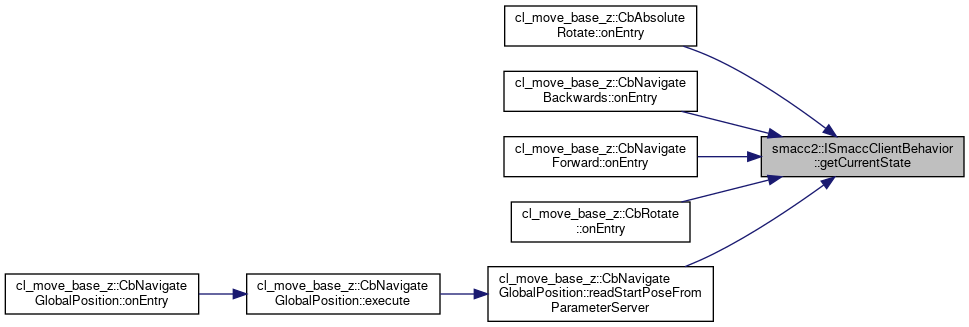 cl_move_base_z::CbAbsolute
Rotate::onEntry
cl_move_base_z::CbNavigate
Backwards::onEntry
cl_move_base_z::CbNavigate
Forward::onEntry
smacc2::ISmaccClientBehavior
::getCurrentState
cl_move_base_z::CbRotate
::onEntry
cl_move_base_z::CbNavigate
GlobalPosition::onEntry
cl_move_base_z::CbNavigate
GlobalPosition::execute
cl_move_base_z::CbNavigate
GlobalPosition::readStartPoseFrom
ParameterServer